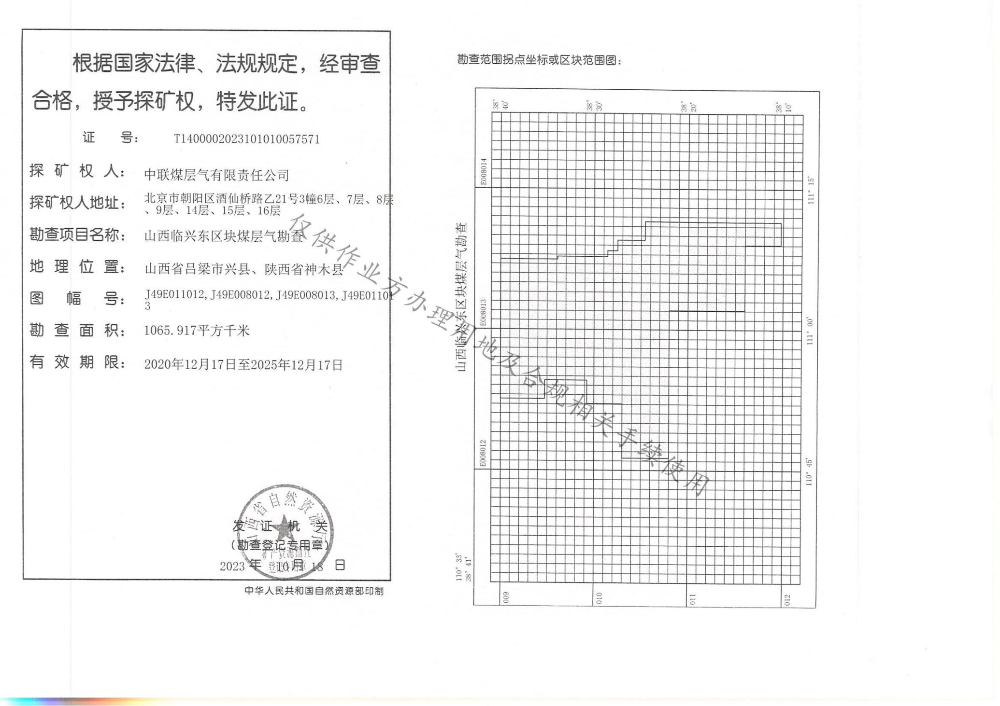 根据国家法律、法规规定，经审查
合格，授予探矿权，特发此证。
证 号： T1400002023101010057571
探 矿 权 人： 中联煤层气有限责任公司
探矿权人地址： 北京市朝阳区酒仙桥路乙21号3幢6层、7层、8层
、9层、14层、15层、16层
勘查项目名称： 山西临兴东区块煤层气勘查
地 理 位 置： 山西省吕梁市兴县、陕西省神木县
图 幅 号： J49E011012,J49E008012,J49E008013,J49E01101
3
勘 查 面 积： 1065.917平方千米
有 效 期 限： 2020年12月17日至2025年12月17日
山西省自然资源厅
矿产资源勘查
登记专用章
发 证 机 关
（勘查登记专用章）
2023 年 10 月 18 日
中华人民共和国自然资源部印制
仅供作业方办理用地及合规相关手续使用
勘查范围拐点坐标或区块范围图：
山西临兴东区块煤层气勘查
38° 40'
38° 30'
38° 20'
38° 10'
E008014
E008013
E008012
111° 15'
111° 00'
110° 45'
110° 33'
38° 41'
009
010
011
012